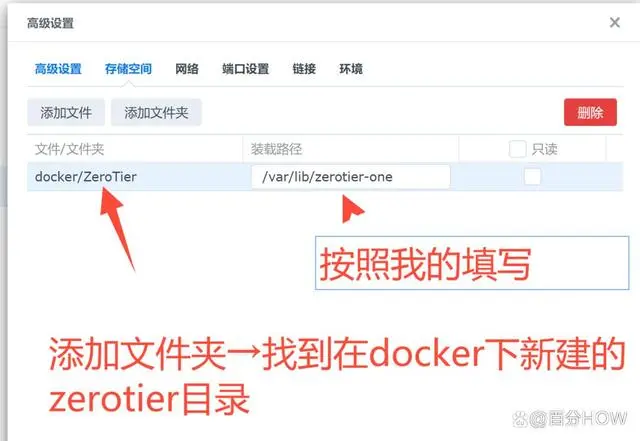 高级设置
高级设置 存储空间 网络 端口设置 链接 环境
添加文件 添加文件夹 删除
文件/文件夹 装载路径 只读
docker/ZeroTier /var/lib/zerotier-one
按照我的填写
添加文件夹→找到在docker下新建的
zerotier目录
百分HOW